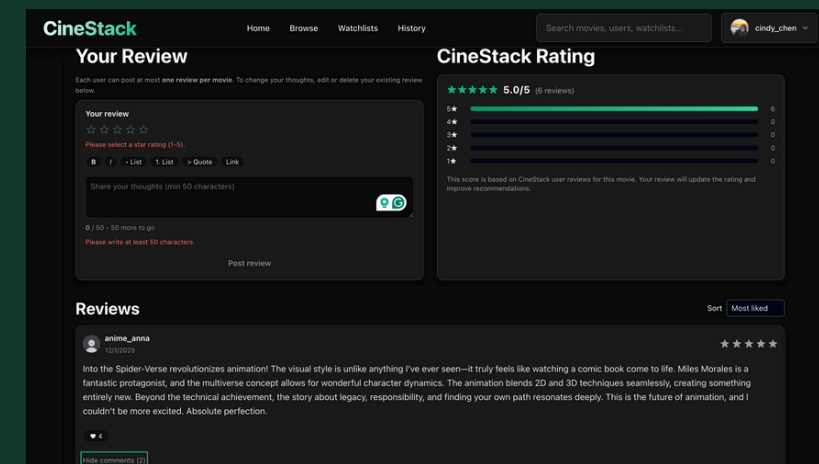 CineStack
Home Browse Watchlists History
Search movies, users, watchlists...
cindy_chen
Your Review
Each user can post at most one review per movie. To change your thoughts, edit or delete your existing review
below.
Your review
☆☆☆☆☆
Please select a star rating (1-5).
B I • List 1. List > Quote Link
Share your thoughts (min 50 characters)
0 / 50 • 50 more to go
Please write at least 50 characters.
Post review
CineStack Rating
★★★★★ 5.0/5 (6 reviews)
5★ 6
4★ 0
3★ 0
2★ 0
1★ 0
This score is based on CineStack user reviews for this movie. Your review will update the rating and
improve recommendations.
Reviews
Sort Most liked
anime_anna
12/1/2025
★★★★★
Into the Spider-Verse revolutionizes animation! The visual style is unlike anything I've ever seen—it truly feels like watching a comic book come to life. Miles Morales is a
fantastic protagonist, and the multiverse concept allows for wonderful character dynamics. The animation blends 2D and 3D techniques seamlessly, creating something
entirely new. Beyond the technical achievement, the story about legacy, responsibility, and finding your own path resonates deeply. This is the future of animation, and I
couldn't be more excited. Absolute perfection.
♥ 4
Hide comments (2)